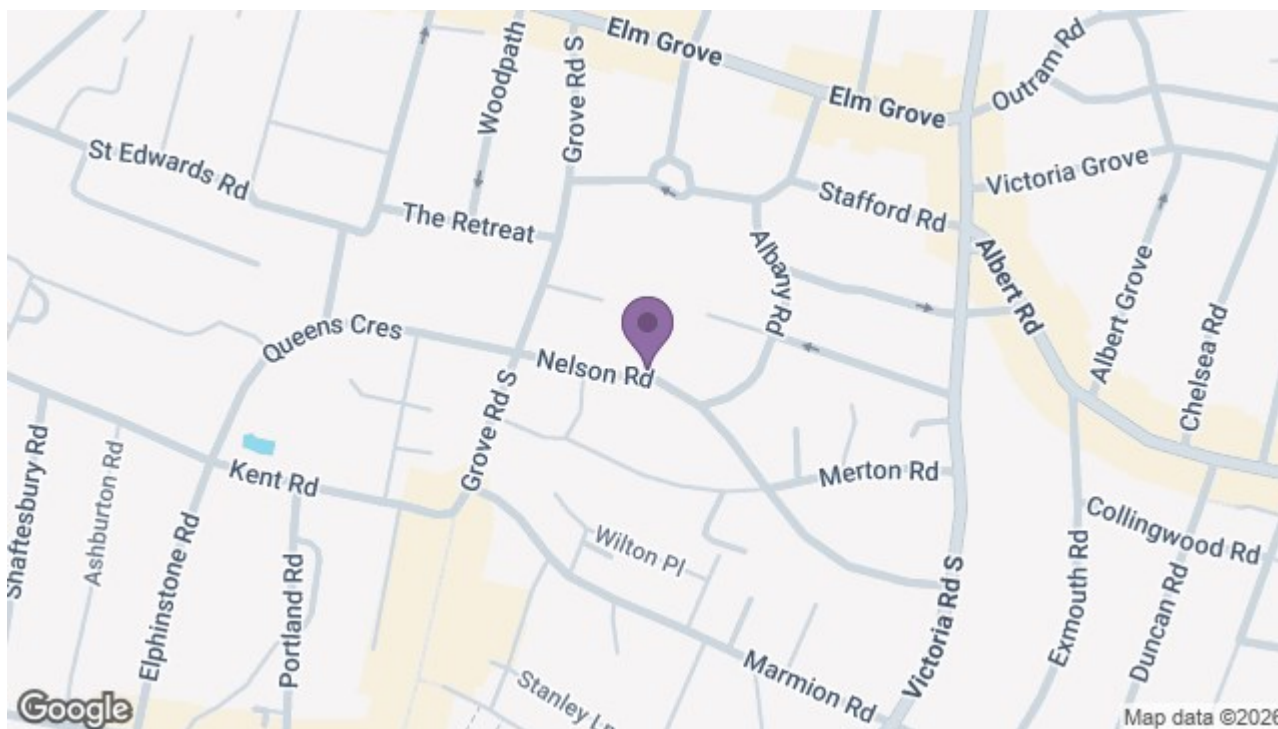 Elm Grove
Outram Rd
Woodpath
Grove Rd S
Elm Grove
St Edwards Rd
Victoria Grove
The Retreat
Stafford Rd
Albany Rd
Albert Rd
Albert Grove
Queens Cres
Nelson Rd
Chelsea Rd
Grove Rd S
Shaftesbury Rd
Ashburton Rd
Kent Rd
Merton Rd
Collingwood Rd
Wilton Pl
Elphinstone Rd
Portland Rd
Victoria Rd S
Exmouth Rd
Duncan Rd
Marmion Rd
Stanley
Google
Map data ©2026